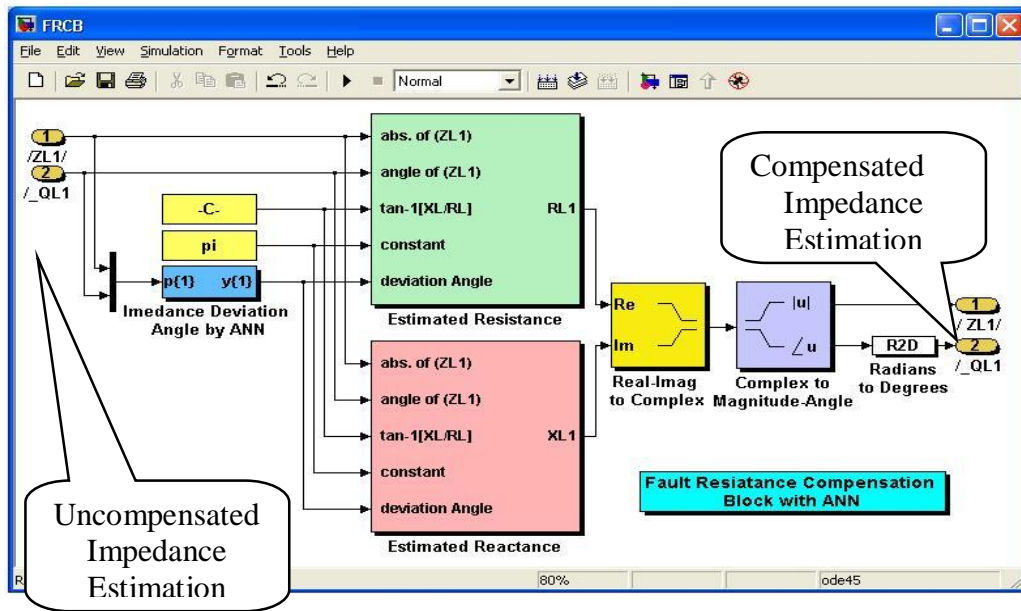 FRCB
File Edit View Simulation Format Tools Help
Normal
1
/ZL1/
2
/_QL1
-C-
pi
p{1} y{1}
Imedance Deviation
Angle by ANN
abs. of (ZL1)
angle of (ZL1)
tan-1[XL/RL] RL1
constant
deviation Angle
Estimated Resistance
abs. of (ZL1)
angle of (ZL1)
tan-1[XL/RL] XL1
constant
deviation Angle
Estimated Reactance
Re
Im
Real-Imag
to Complex
|u|
∠u
Complex to
Magnitude-Angle
R2D
Radians
to Degrees
1
/ZL1/
2
/_QL1
Compensated
Impedance
Estimation
Uncompensated
Impedance
Estimation
Fault Resiatance Compensation
Block with ANN
80% ode45